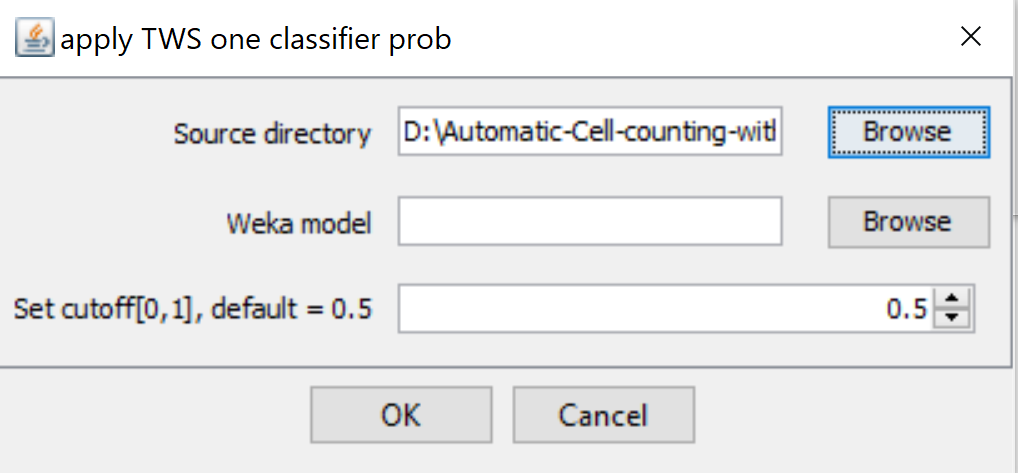 apply TWS one classifier prob
Source directory D:\Automatic-Cell-counting-with Browse
Weka model Browse
Set cutoff[0,1], default = 0.5 0.5
OK Cancel